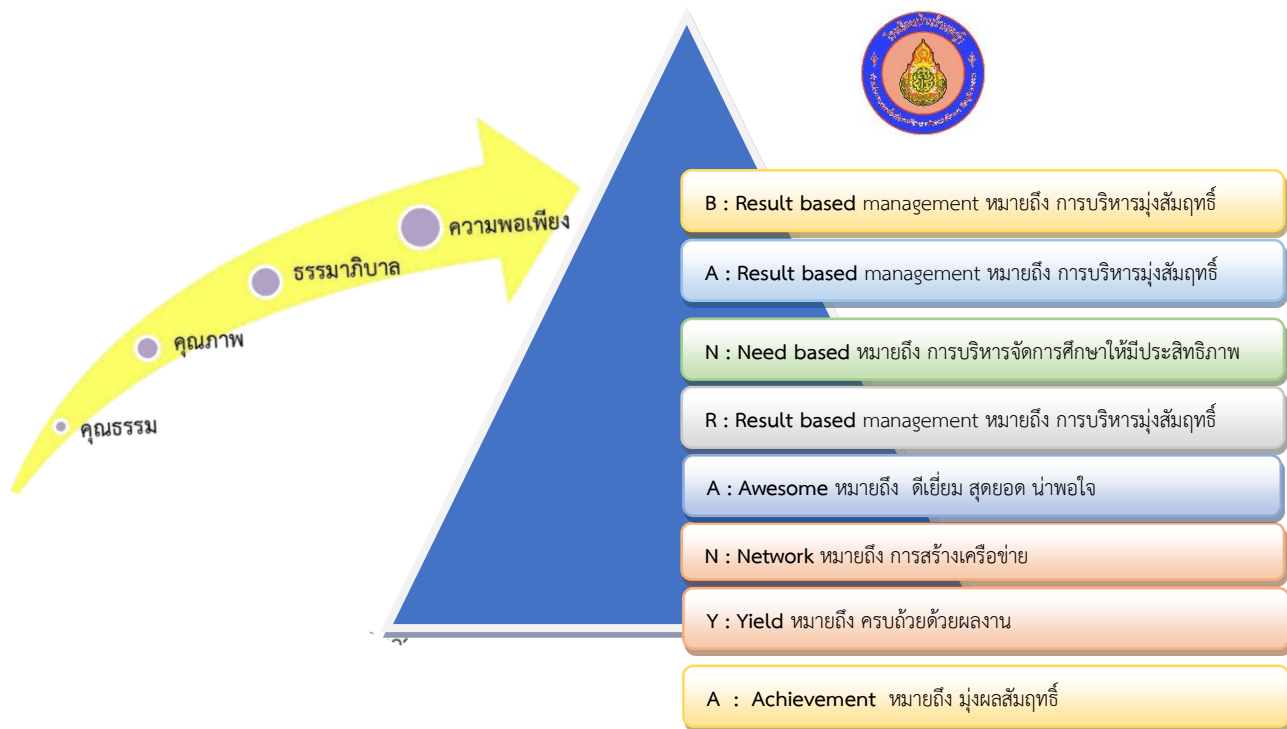 ความพอเพียง
ธรรมาภิบาล
คุณภาพ
คุณธรรม
B : Result based management หมายถึง การบริหารมุ่งสัมฤทธิ์
A : Result based management หมายถึง การบริหารมุ่งสัมฤทธิ์
N : Need based หมายถึง การบริหารจัดการศึกษาให้มีประสิทธิภาพ
R : Result based management หมายถึง การบริหารมุ่งสัมฤทธิ์
A : Awesome หมายถึง ดีเยี่ยม สุดยอด น่าพอใจ
N : Network หมายถึง การสร้างเครือข่าย
Y : Yield หมายถึง ครบถ้วยด้วยผลงาน
A : Achievement หมายถึง มุ่งผลสัมฤทธิ์